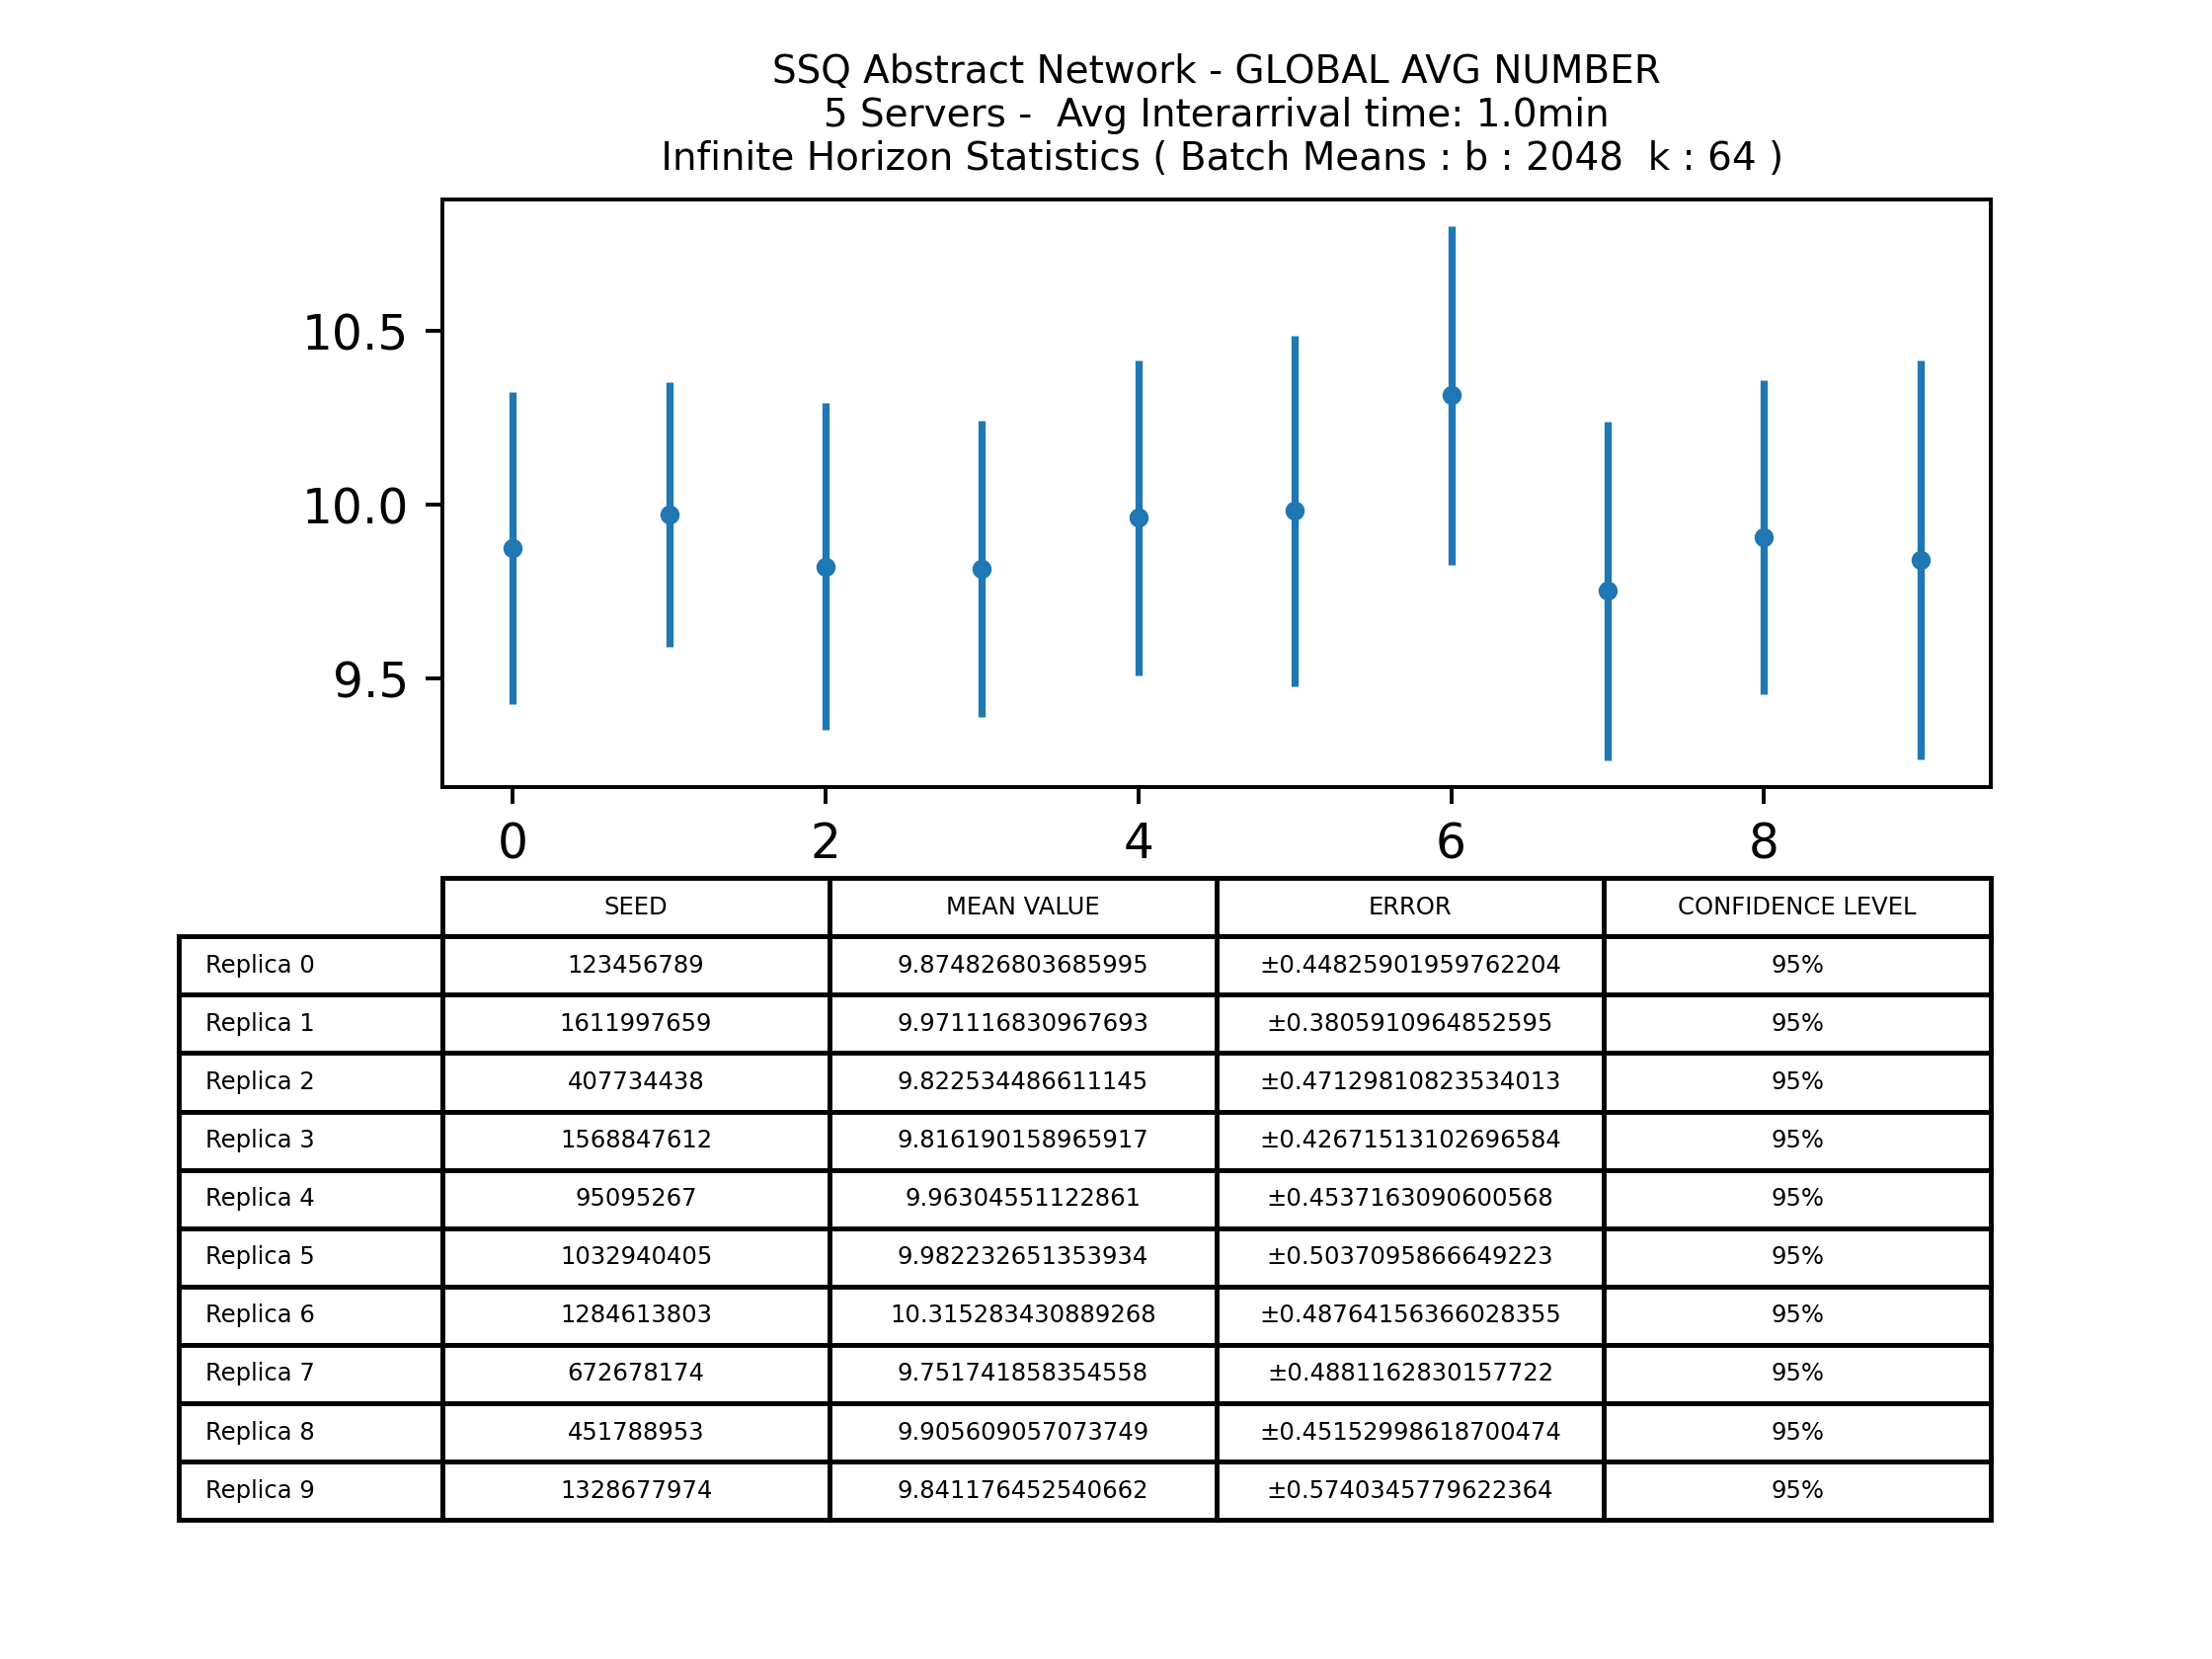 SSQ Abstract Network - GLOBAL AVG NUMBER
5 Servers -  Avg Interarrival time: 1.0min
Infinite Horizon Statistics ( Batch Means : b : 2048  k : 64 )
10.5
10.0
9.5
0 2 4 6 8
SEED MEAN VALUE ERROR CONFIDENCE LEVEL
Replica 0 123456789 9.874826803685995 ±0.44825901959762204 95%
Replica 1 1611997659 9.971116830967693 ±0.3805910964852595 95%
Replica 2 407734438 9.822534486611145 ±0.47129810823534013 95%
Replica 3 1568847612 9.816190158965917 ±0.42671513102696584 95%
Replica 4 95095267 9.96304551122861 ±0.4537163090600568 95%
Replica 5 1032940405 9.982232651353934 ±0.5037095866649223 95%
Replica 6 1284613803 10.315283430889268 ±0.48764156366028355 95%
Replica 7 672678174 9.751741858354558 ±0.4881162830157722 95%
Replica 8 451788953 9.905609057073749 ±0.45152998618700474 95%
Replica 9 1328677974 9.841176452540662 ±0.5740345779622364 95%